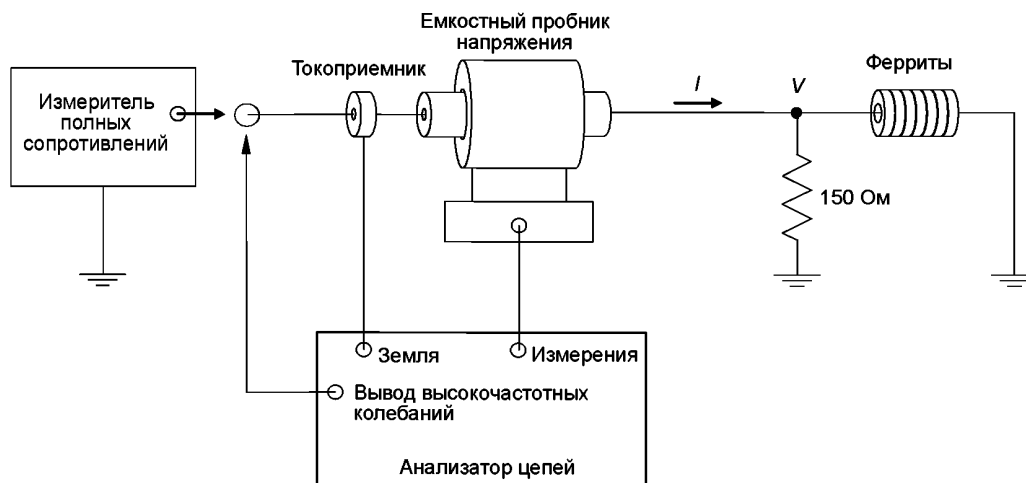 Емкостный пробник
напряжения
Токоприемник
Ферриты
Измеритель
полных
сопротивлений
I
V
150 Ом
Земля
Измерения
Вывод высокочастотных
колебаний
Анализатор цепей